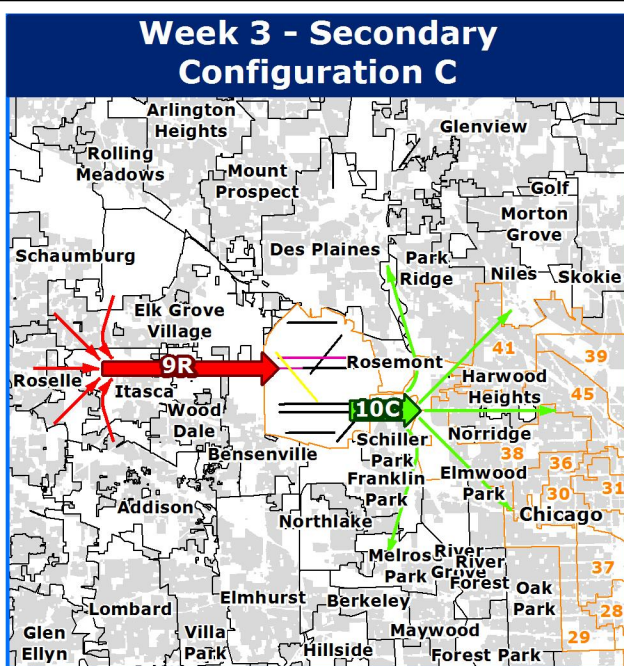 Week 3 - Secondary
Configuration C
Arlington
Heights
Glenview
Rolling
Meadows
Mount
Prospect
Golf
Morton
Grove
Des Plaines
Schaumburg
Park
Ridge
Niles
Skokie
Elk Grove
Village
41
39
9R
Rosemont
Roselle
Itasca
Harwood
Heights
45
Wood
Dale
10C
Schiller
Park
Norridge
Bensenville
38
36
Franklin
Park
Elmwood
Park
30
31
Addison
Northlake
Chicago
Melrose
Park
River
Grove
River
Forest
37
Oak
Park
Elmhurst
Berkeley
Lombard
28
Glen
Ellyn
Villa
Park
Maywood
29
Hillside
Forest Park